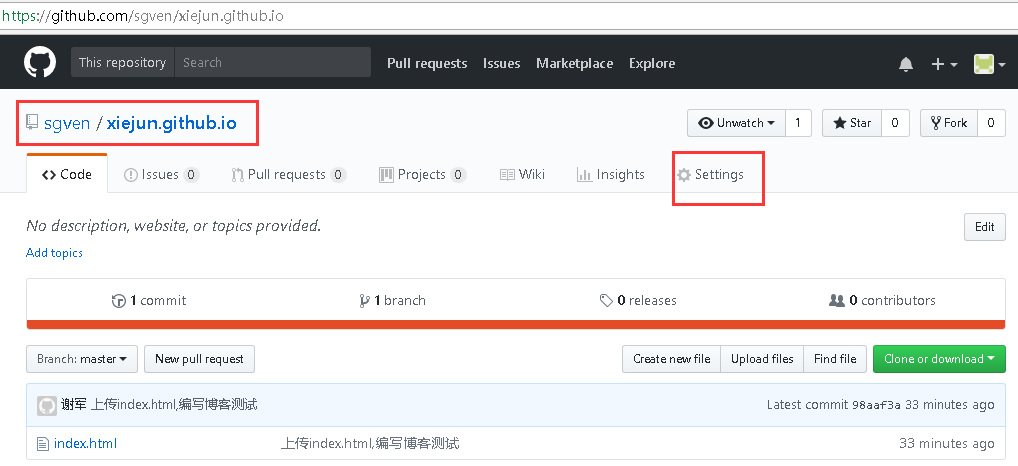 https://github.com/sgven/xiejun.github.io
This repository Search Pull requests Issues Marketplace Explore
sgven / xiejun.github.io Unwatch 1 Star 0 Fork 0
Code Issues 0 Pull requests 0 Projects 0 Wiki Insights Settings
No description, website, or topics provided. Edit
Add topics
1 commit 1 branch 0 releases 0 contributors
Branch: master New pull request Create new file Upload files Find file Clone or download
谢军 上传index.html,编写博客测试 Latest commit 98aaf3a 33 minutes ago
index.html 上传index.html,编写博客测试 33 minutes ago